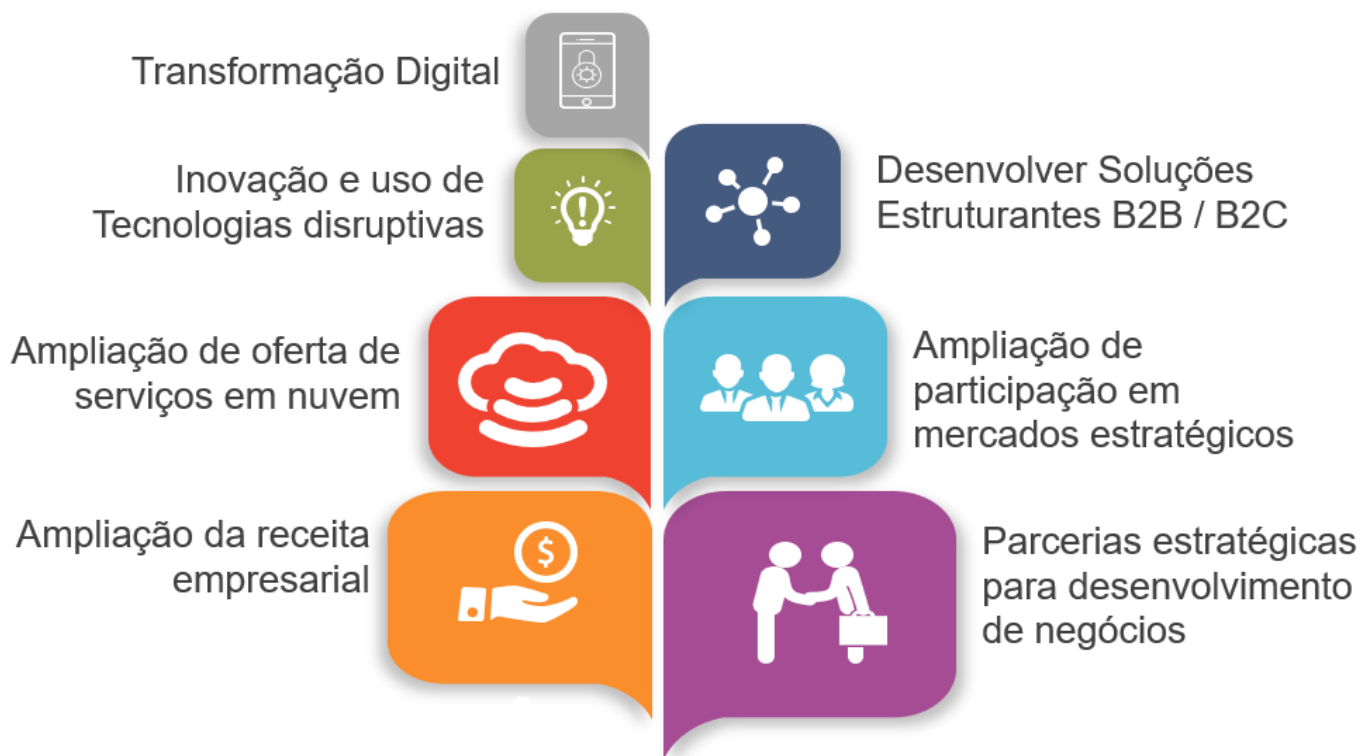 Transformação Digital
Inovação e uso de
Tecnologias disruptivas
Desenvolver Soluções
Estruturantes B2B / B2C
Ampliação de oferta de
serviços em nuvem
Ampliação de
participação em
mercados estratégicos
Ampliação da receita
empresarial
$
Parcerias estratégicas
para desenvolvimento
de negócios